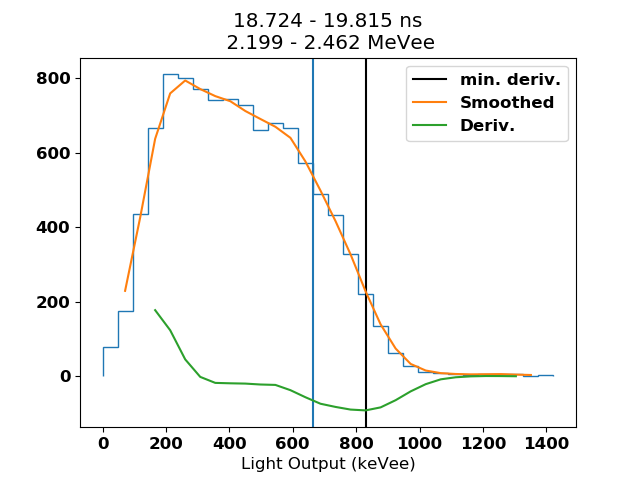 18.724 - 19.815 ns
2.199 - 2.462 MeVee
min. deriv.
Smoothed
Deriv.
800
600
400
200
0
0 200 400 600 800 1000 1200 1400
Light Output (keVee)